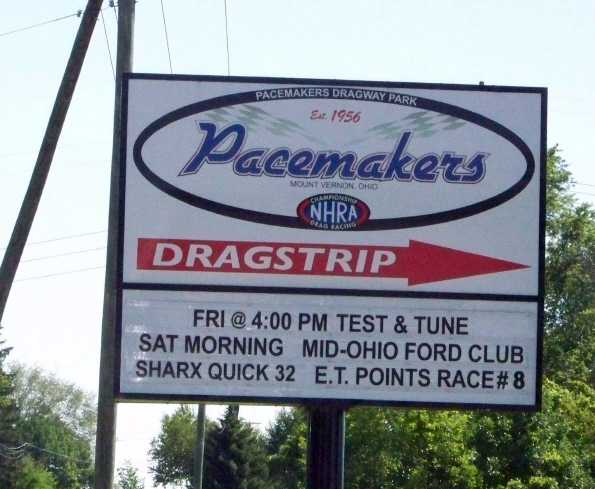 PACEMAKERS DRAGWAY PARK
Est. 1956
Pacemakers
MOUNT VERNON, OHIO
CHAMPIONSHIP
NHRA
DRAG RACING
DRAGSTRIP
FRI @ 4:00 PM TEST & TUNE
SAT MORNING MID-OHIO FORD CLUB
SHARX QUICK 32 E.T. POINTS RACE# 8